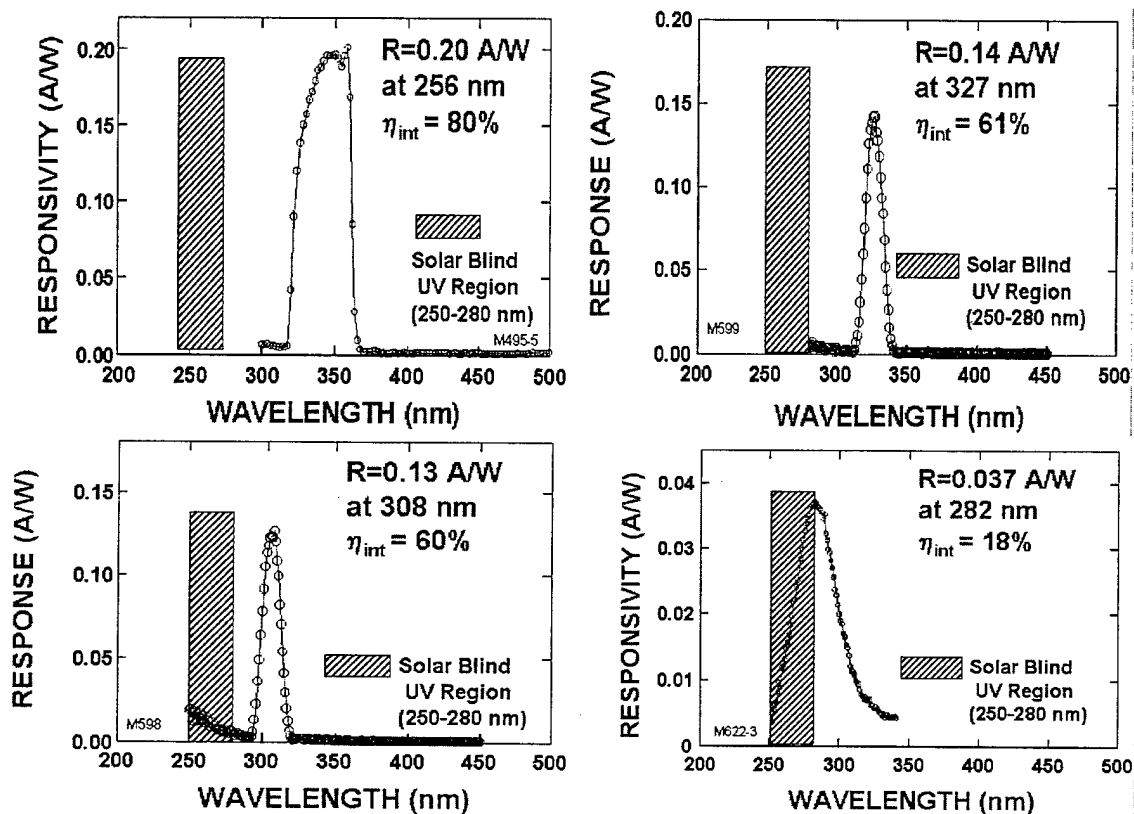 RESPONSIVITY (A/W)
0.20
0.15
0.10
0.05
0.00
R=0.20 A/W
at 256 nm
ηint = 80%
Solar Blind
UV Region
(250-280 nm)
M495-5
200 250 300 350 400 450 500
WAVELENGTH (nm)
RESPONSE (A/W)
0.20
0.15
0.10
0.05
0.00
R=0.14 A/W
at 327 nm
ηint = 61%
Solar Blind
UV Region
(250-280 nm)
M599
200 250 300 350 400 450 500
WAVELENGTH (nm)
RESPONSE (A/W)
0.15
0.10
0.05
0.00
R=0.13 A/W
at 308 nm
ηint = 60%
Solar Blind
UV Region
(250-280 nm)
M598
200 250 300 350 400 450 500
WAVELENGTH (nm)
RESPONSIVITY (A/W)
0.04
0.03
0.02
0.01
0
R=0.037 A/W
at 282 nm
ηint = 18%
Solar Blind
UV Region
(250-280 nm)
M622-3
200 250 300 350 400 450 500
WAVELENGTH (nm)